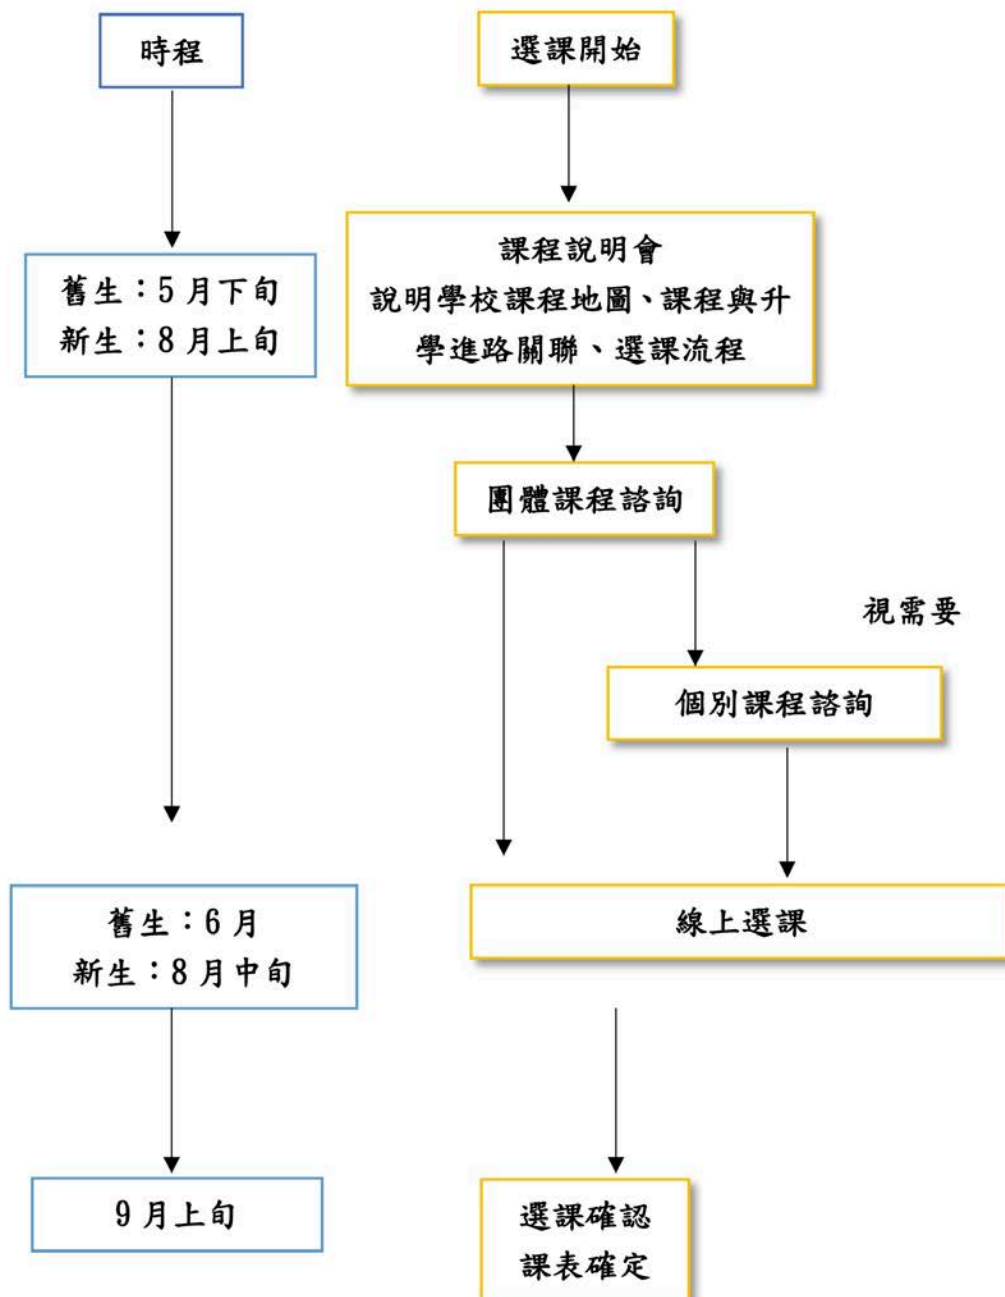 時程
選課開始
課程說明會
說明學校課程地圖、課程與升
學進路關聯、選課流程
舊生：5 月下旬
新生：8 月上旬
團體課程諮詢
視需要
個別課程諮詢
舊生：6 月
新生：8 月中旬
線上選課
9 月上旬
選課確認
課表確定